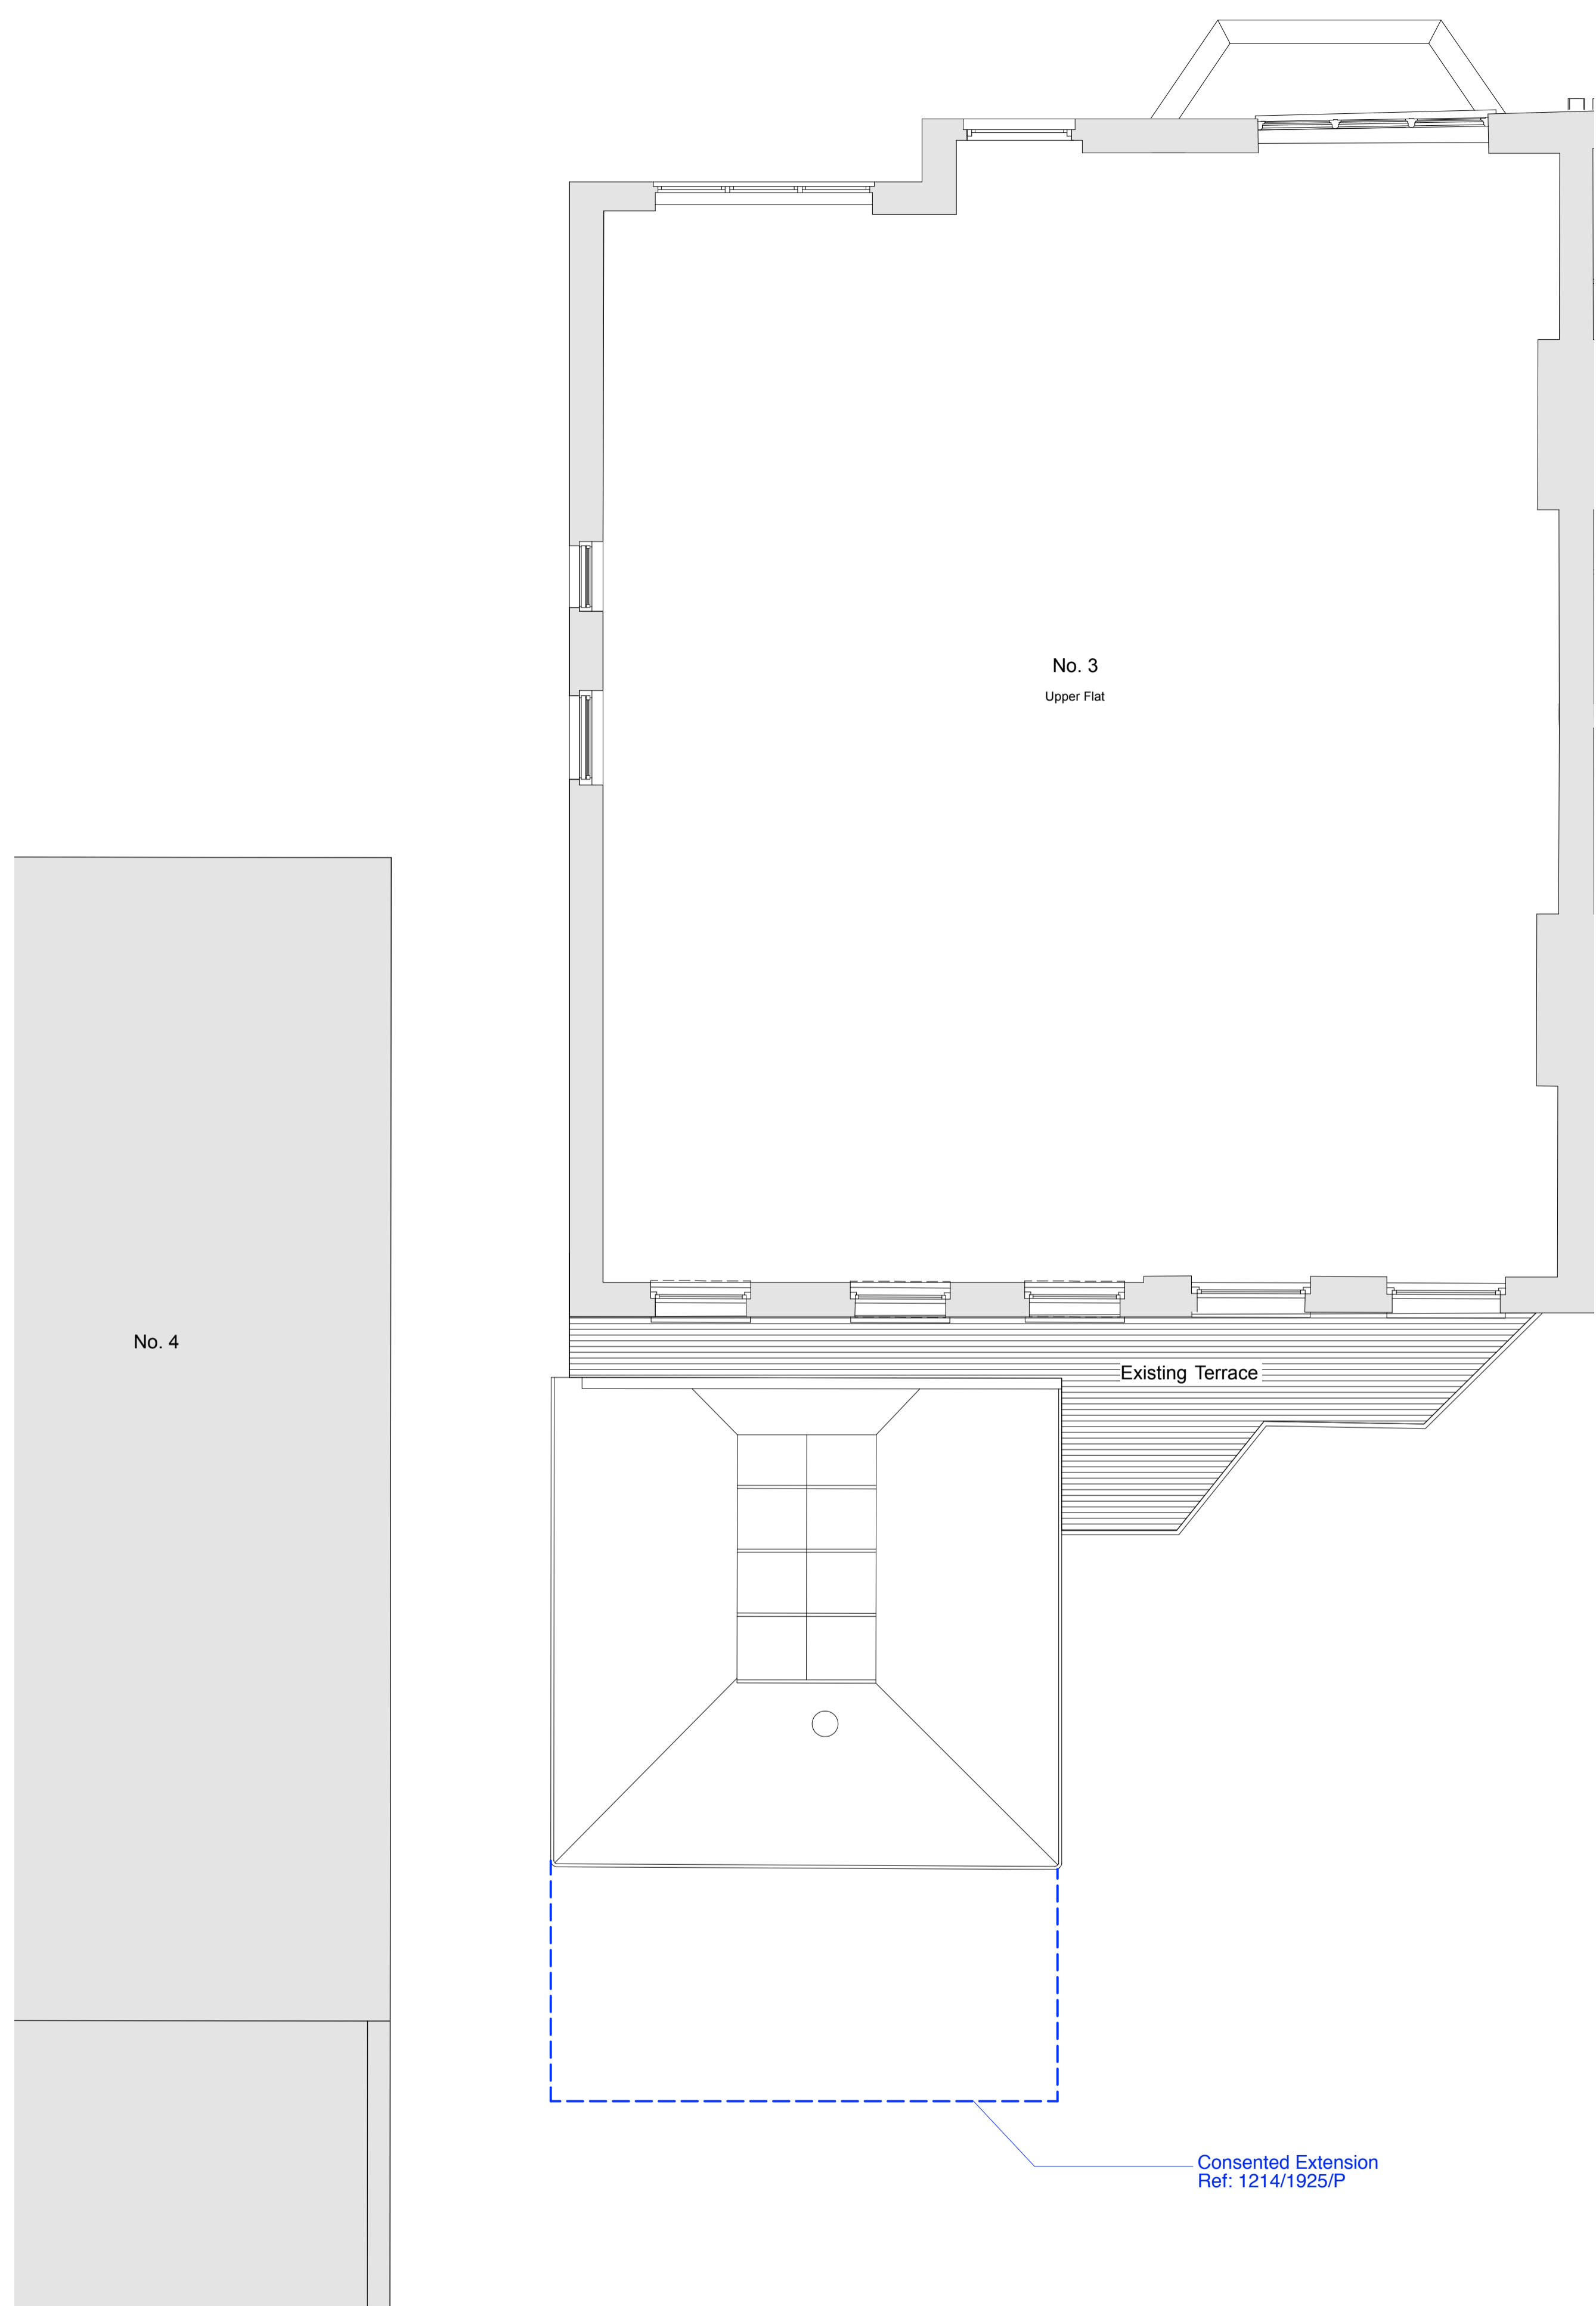 No. 3
Upper Flat
No. 4
Existing Terrace
Consented Extension
Ref: 1214/1925/P